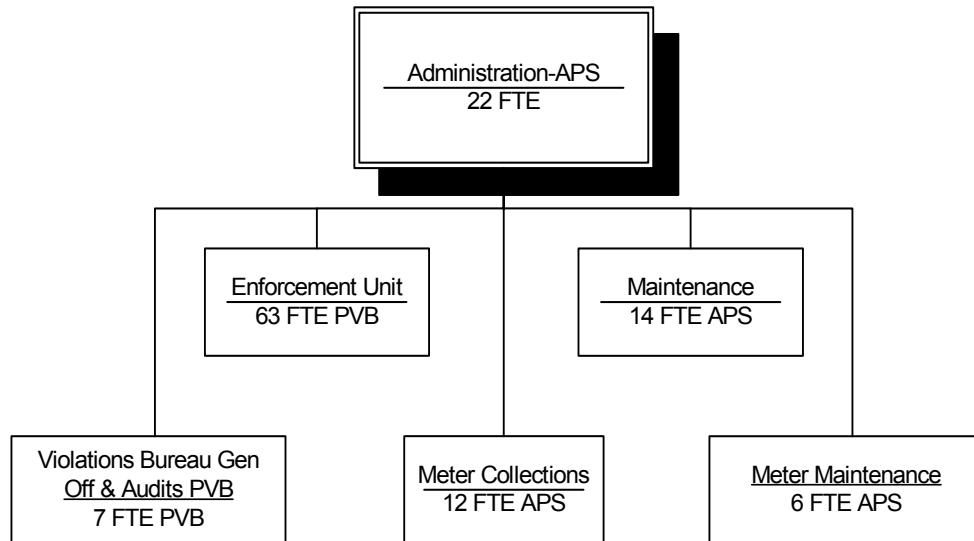 Administration-APS
22 FTE
Enforcement Unit
63 FTE PVB
Maintenance
14 FTE APS
Violations Bureau Gen
Off & Audits PVB
7 FTE PVB
Meter Collections
12 FTE APS
Meter Maintenance
6 FTE APS